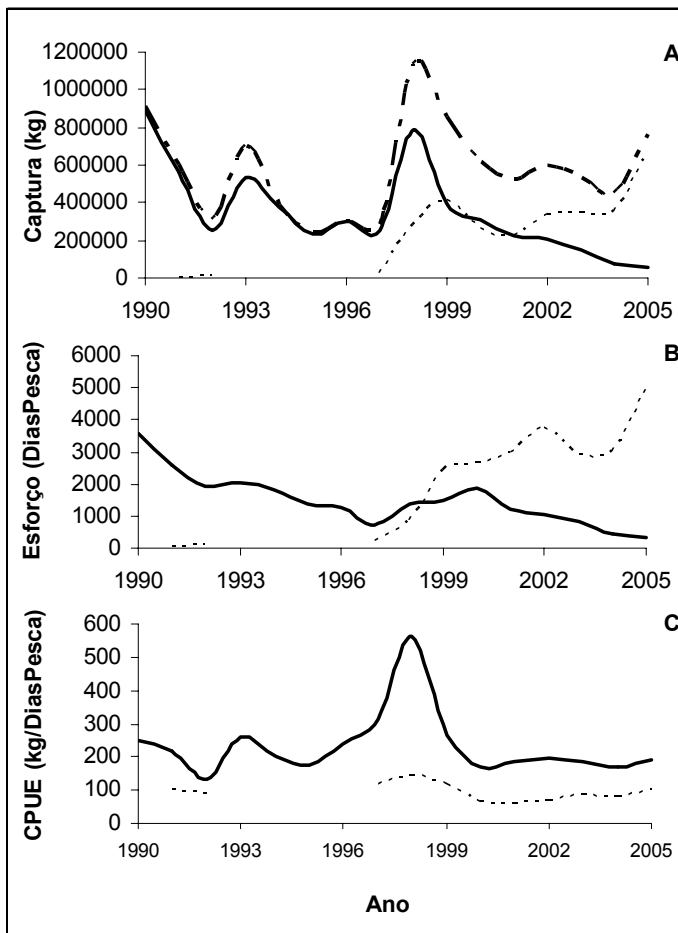 A
Captura (kg)
1200000
1000000
800000
600000
400000
200000
0
1990 1993 1996 1999 2002 2005
B
Esforço (DiasPesca)
6000
5000
4000
3000
2000
1000
0
1990 1993 1996 1999 2002 2005
C
CPUE (kg/DiasPesca)
600
500
400
300
200
100
0
1990 1993 1996 1999 2002 2005
Ano